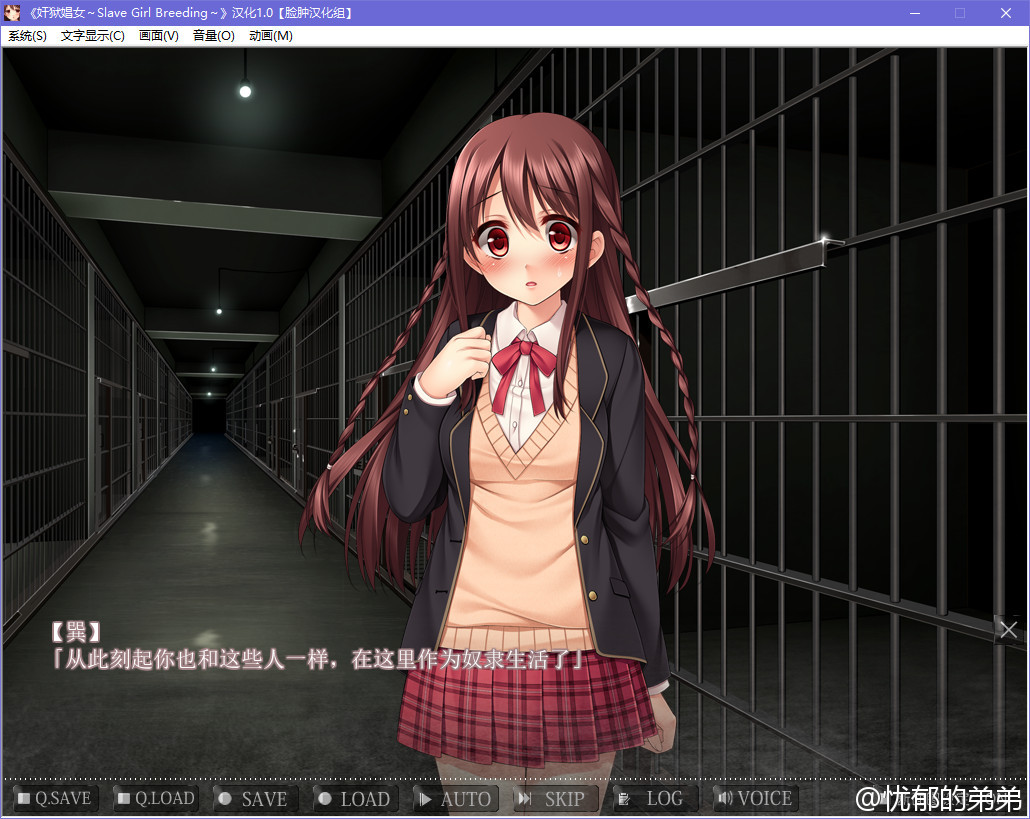 《奸狱娼女～Slave Girl Breeding～》汉化1.0【脸肿汉化组】
系统(S) 文字显示(C) 画面(V) 音量(O) 动画(M)
【巽】
「从此刻起你也和这些人一样，在这里作为奴隶生活了」
Q.SAVE Q.LOAD SAVE LOAD AUTO SKIP LOG VOICE
@忧郁的弟弟